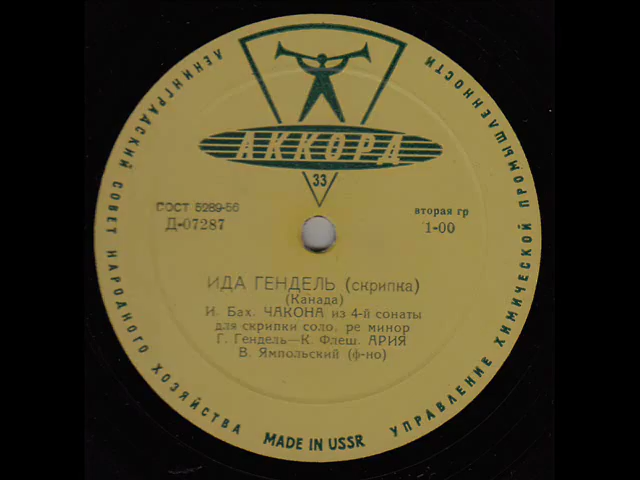 ЛЕНИНГРАДСКИЙ СОВЕТ НАРОДНОГО ХОЗЯЙСТВА
УПРАВЛЕНИЕ ХИМИЧЕСКОЙ ПРОМЫШЛЕННОСТИ
АККОРД
33
ГОСТ 5289-56
Д-07287
вторая гр
1-00
ИДА ГЕНДЕЛЬ (скрипка)
(Канада)
И. Бах. ЧАКОНА из 4-й сонаты
для скрипки соло, ре минор
Г. Гендель—К. Флеш. АРИЯ
В. Ямпольский (ф-но)
MADE IN USSR